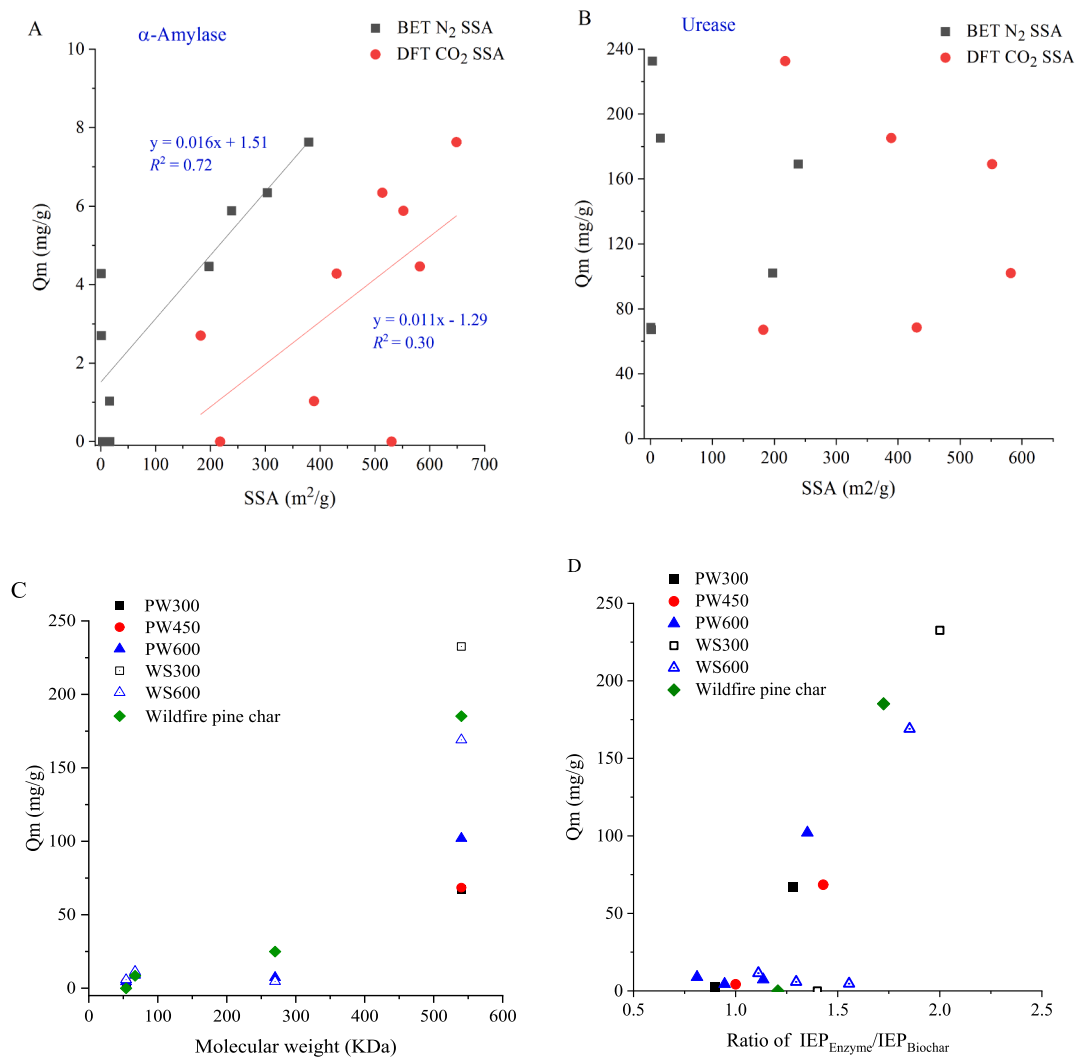 A
α-Amylase
BET N2 SSA
DFT CO2 SSA
10
8
6
4
2
0
Qm (mg/g)
y = 0.016x + 1.51
R2 = 0.72
y = 0.011x - 1.29
R2 = 0.30
0 100 200 300 400 500 600 700
SSA (m2/g)
B
Urease
BET N2 SSA
DFT CO2 SSA
240
200
160
120
80
40
0
Qm (mg/g)
0 100 200 300 400 500 600
SSA (m2/g)
C
PW300
PW450
PW600
WS300
WS600
Wildfire pine char
250
200
150
100
50
0
Qm (mg/g)
0 100 200 300 400 500 600
Molecular weight (KDa)
D
PW300
PW450
PW600
WS300
WS600
Wildfire pine char
250
200
150
100
50
0
Qm (mg/g)
0.5 1.0 1.5 2.0 2.5
Ratio of IEPEnzyme/IEPBiochar